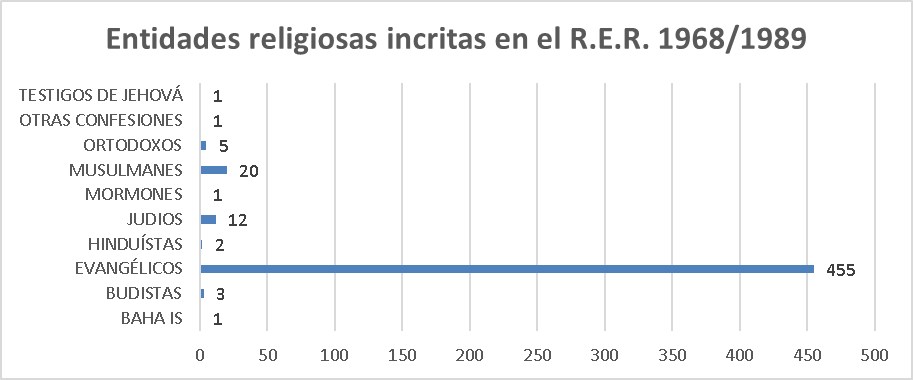 Entidades religiosas incritas en el R.E.R. 1968/1989
TESTIGOS DE JEHOVÁ 1
OTRAS CONFESIONES 1
ORTODOXOS 5
MUSULMANES 20
MORMONES 1
JUDIOS 12
HINDUÍSTAS 2
EVANGÉLICOS 455
BUDISTAS 3
BAHA IS 1
0 50 100 150 200 250 300 350 400 450 500